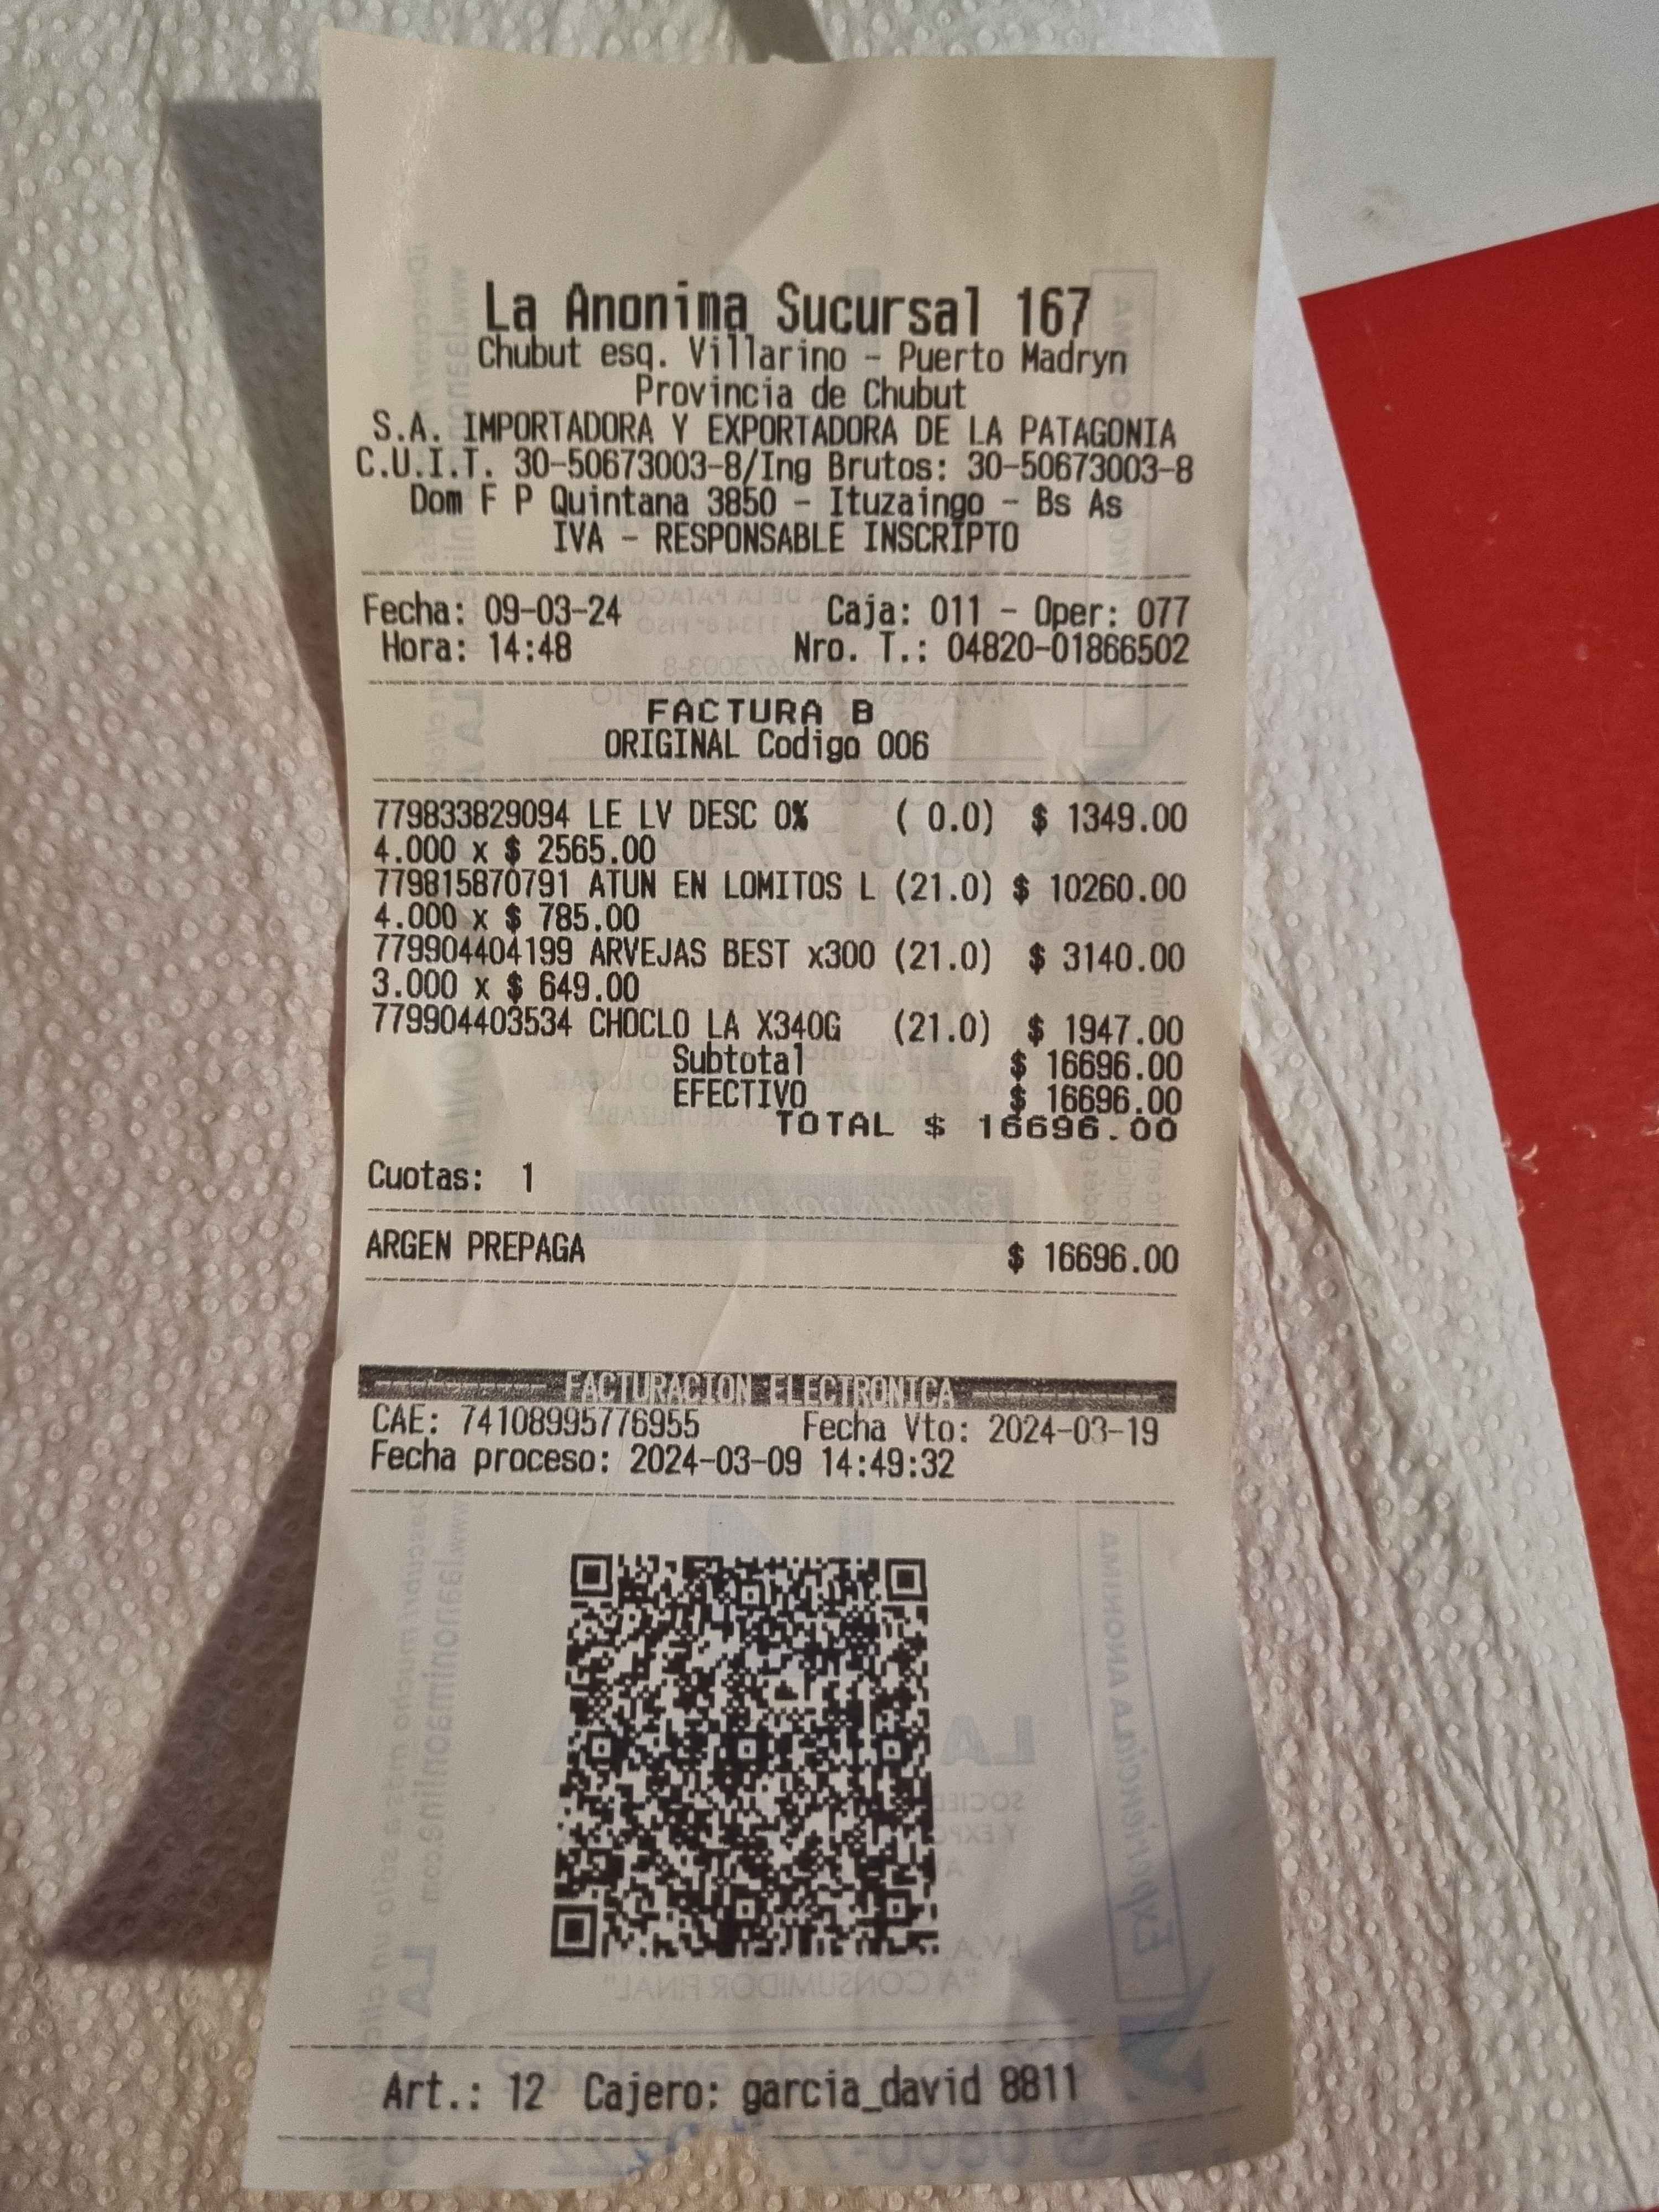 La Anonima Sucursal 167
Chubut esq. Villarino - Puerto Madryn
Provincia de Chubut
S.A. IMPORTADORA Y EXPORTADORA DE LA PATAGONIA
C.U.I.T. 30-50673003-8/Ing Brutos: 30-50673003-8
Dom F P Quintana 3850 - Ituzaingo - Bs As
IVA - RESPONSABLE INSCRIPTO
Fecha: 09-03-24 Caja: 011 - Oper: 077
Hora: 14:48 Nro. T.: 04820-01866502
FACTURA B
ORIGINAL Codigo 006
779833829094 LE LV DESC 0% ( 0.0) $ 1349.00
4.000 x $ 2565.00
779815870791 ATUN EN LOMITOS L (21.0) $ 10260.00
4.000 x $ 785.00
779904404199 ARVEJAS BEST x300 (21.0) $ 3140.00
3.000 x $ 649.00
779904403534 CHOCLO LA X340G (21.0) $ 1947.00
Subtotal $ 16696.00
EFECTIVO $ 16696.00
TOTAL $ 16696.00
Cuotas: 1
ARGEN PREPAGA $ 16696.00
FACTURACION ELECTRONICA
CAE: 74108995776955 Fecha Vto: 2024-03-19
Fecha proceso: 2024-03-09 14:49:32
Art.: 12 Cajero: garcia_david 8811